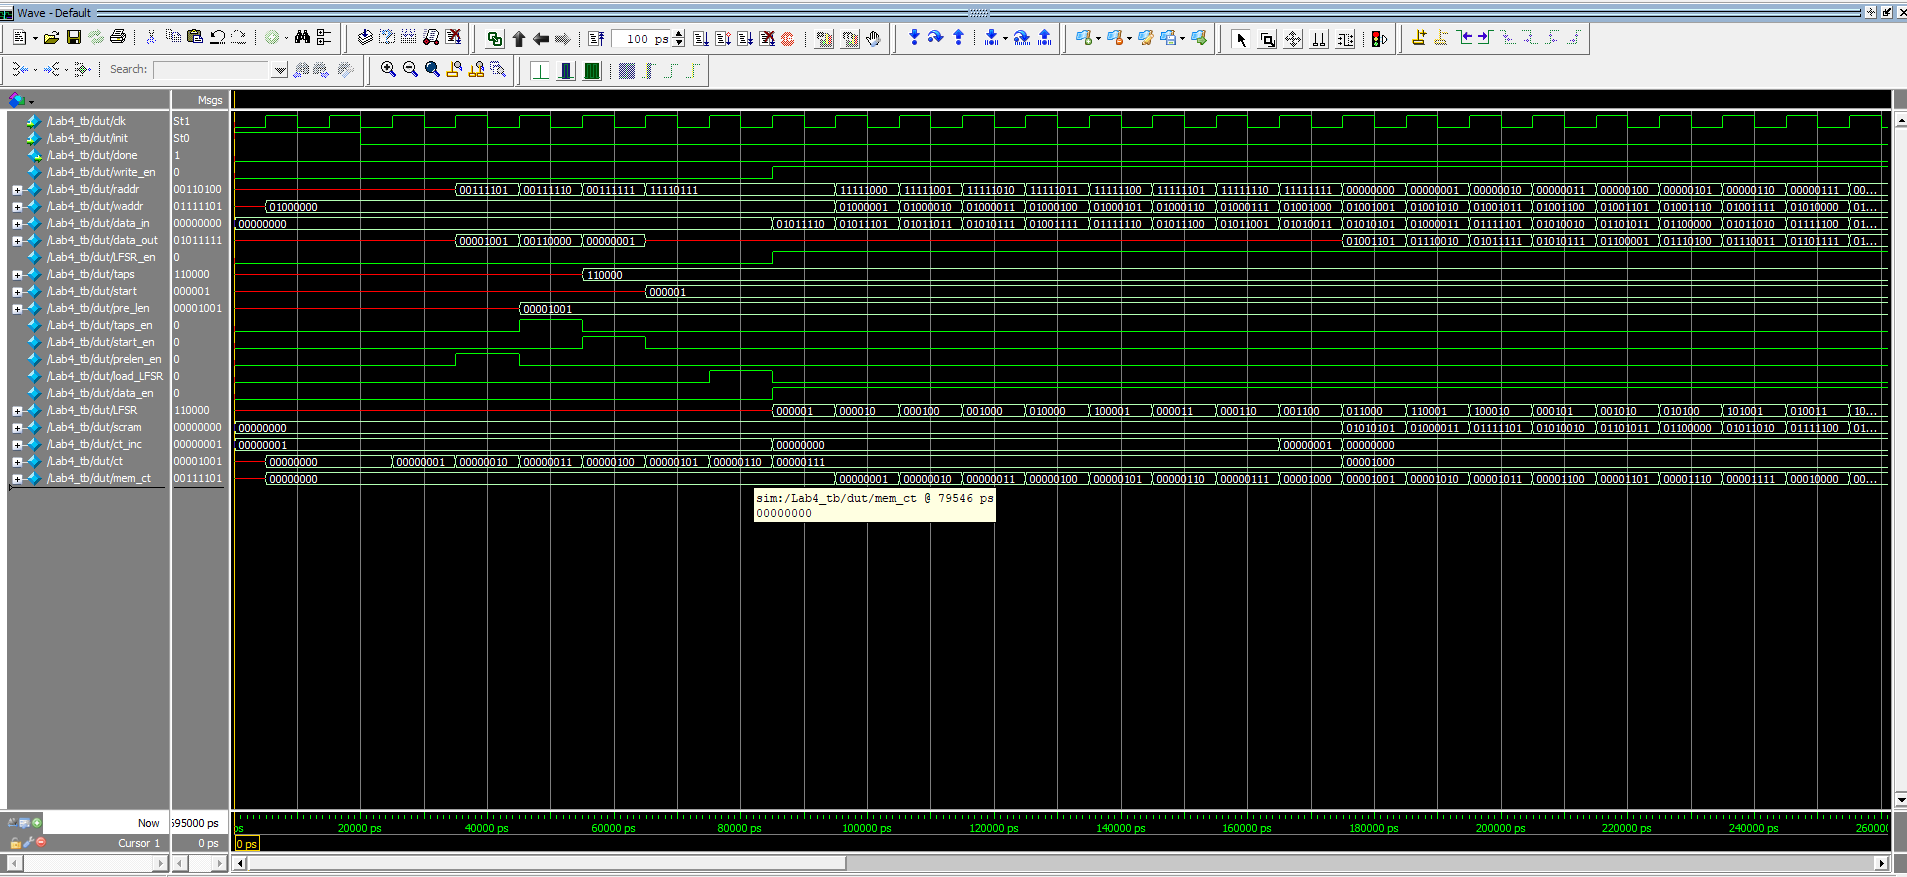 Wave - Default
100 ps
Search:
Msgs
/Lab4_tb/dut/clk St1
/Lab4_tb/dut/init St0
/Lab4_tb/dut/done 1
/Lab4_tb/dut/write_en 0
/Lab4_tb/dut/raddr 00110100 00111101 00111110 00111111 11110111 11111000 11111001 11111010 11111011 11111100 11111101 11111110 11111111 00000000 00000001 00000010 00000011 00000100 00000101 00000110 00000111 00...
/Lab4_tb/dut/waddr 01111101 01000000 01000001 01000010 01000011 01000100 01000101 01000110 01000111 01001000 01001001 01001010 01001011 01001100 01001101 01001110 01001111 01010000 01...
/Lab4_tb/dut/data_in 00000000 00000000 01011110 01011101 01011011 01010111 01001111 01111110 01011100 01011001 01010011 01000111 01101110 01111101 01001010 01110101 01001011 01110110 01001100 01...
/Lab4_tb/dut/data_out 01011111 00001001 00110000 00000001 01001101 01110010 01011111 01010111 01100001 01110100 01110011 01101111 01...
/Lab4_tb/dut/LFSR_en 0
/Lab4_tb/dut/taps 110000 110000
/Lab4_tb/dut/start 000001 000001
/Lab4_tb/dut/pre_len 00001001 00001001
/Lab4_tb/dut/taps_en 0
/Lab4_tb/dut/start_en 0
/Lab4_tb/dut/prelen_en 0
/Lab4_tb/dut/load_LFSR 0
/Lab4_tb/dut/data_en 0
/Lab4_tb/dut/LFSR 110000 000001 000010 000100 001000 010000 100001 000011 000110 001100 011000 110001 100010 000101 001010 010100 101001 010011 10...
/Lab4_tb/dut/scram 00000000 00000000 01010101 01000011 01111101 01010010 01101011 01100000 01011010 01111100 01...
/Lab4_tb/dut/ct_inc 00000001 00000001 00000000 00000001 00000000
/Lab4_tb/dut/ct 00001001 00000000 00000001 00000010 00000011 00000100 00000101 00000110 00000111 00001000
/Lab4_tb/dut/mem_ct 00111101 00000000 00000001 00000010 00000011 00000100 00000101 00000110 00000111 00001000 00001001 00001010 00001011 00001100 00001101 00001110 00001111 00010000 00...
sim:/Lab4_tb/dut/mem_ct @ 79546 ps
00000000
Now 595000 ps
ps 20000 ps 40000 ps 60000 ps 80000 ps 100000 ps 120000 ps 140000 ps 160000 ps 180000 ps 200000 ps 220000 ps 240000 ps 260000
Cursor 1 0 ps 0 ps